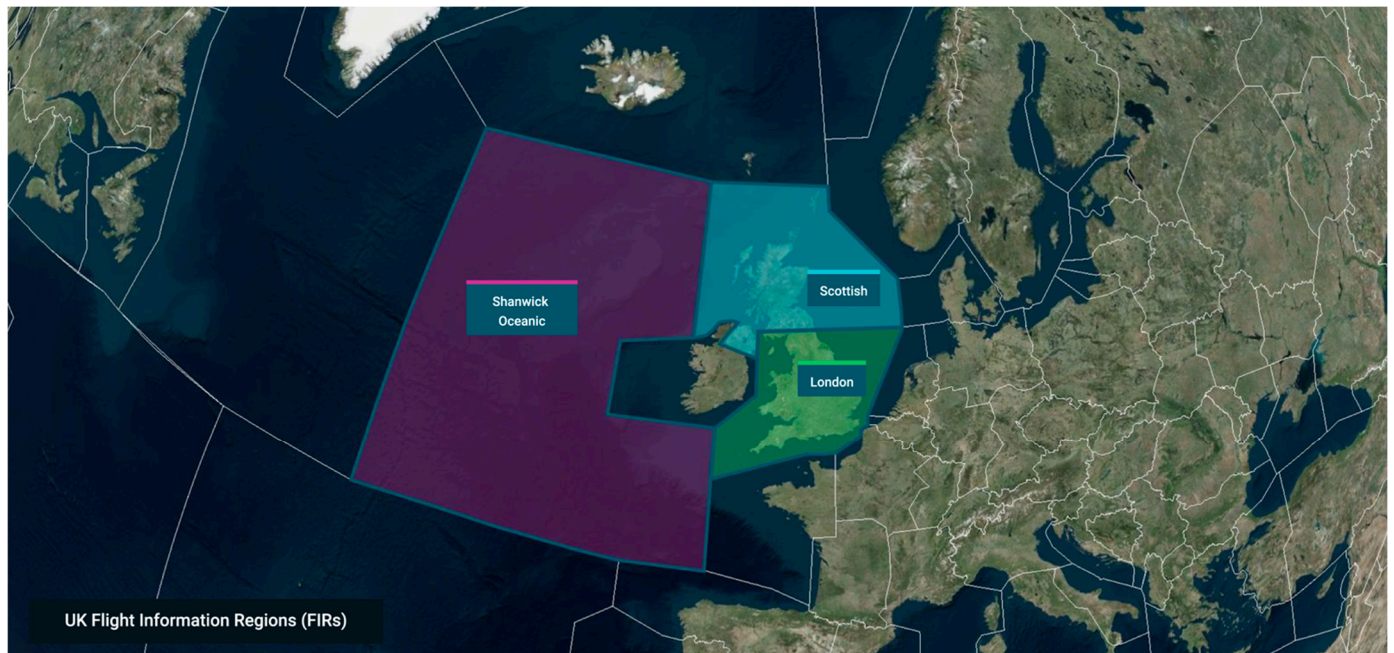 Shanwick
Oceanic
Scottish
London
UK Flight Information Regions (FIRs)